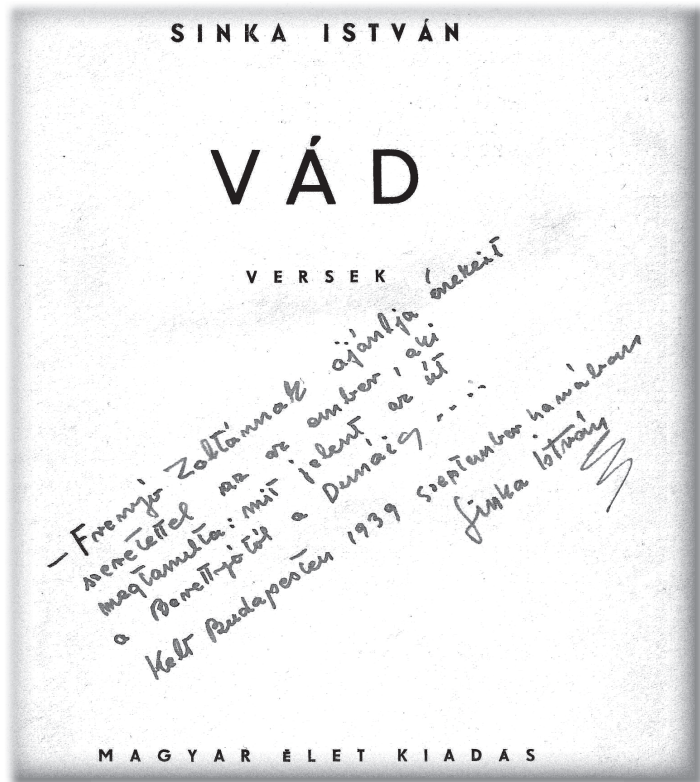 SINKA ISTVÁN
VÁD
VERSEK
– Frenyó Zoltánnak ajánlja énekeit
szeretettel az az ember, aki
megtanulta: mit jelent az út
a Berettyótól a Dunáig ....
Kelt Budapesten 1939 szeptember havában
Sinka István
MAGYAR ÉLET KIADÁS